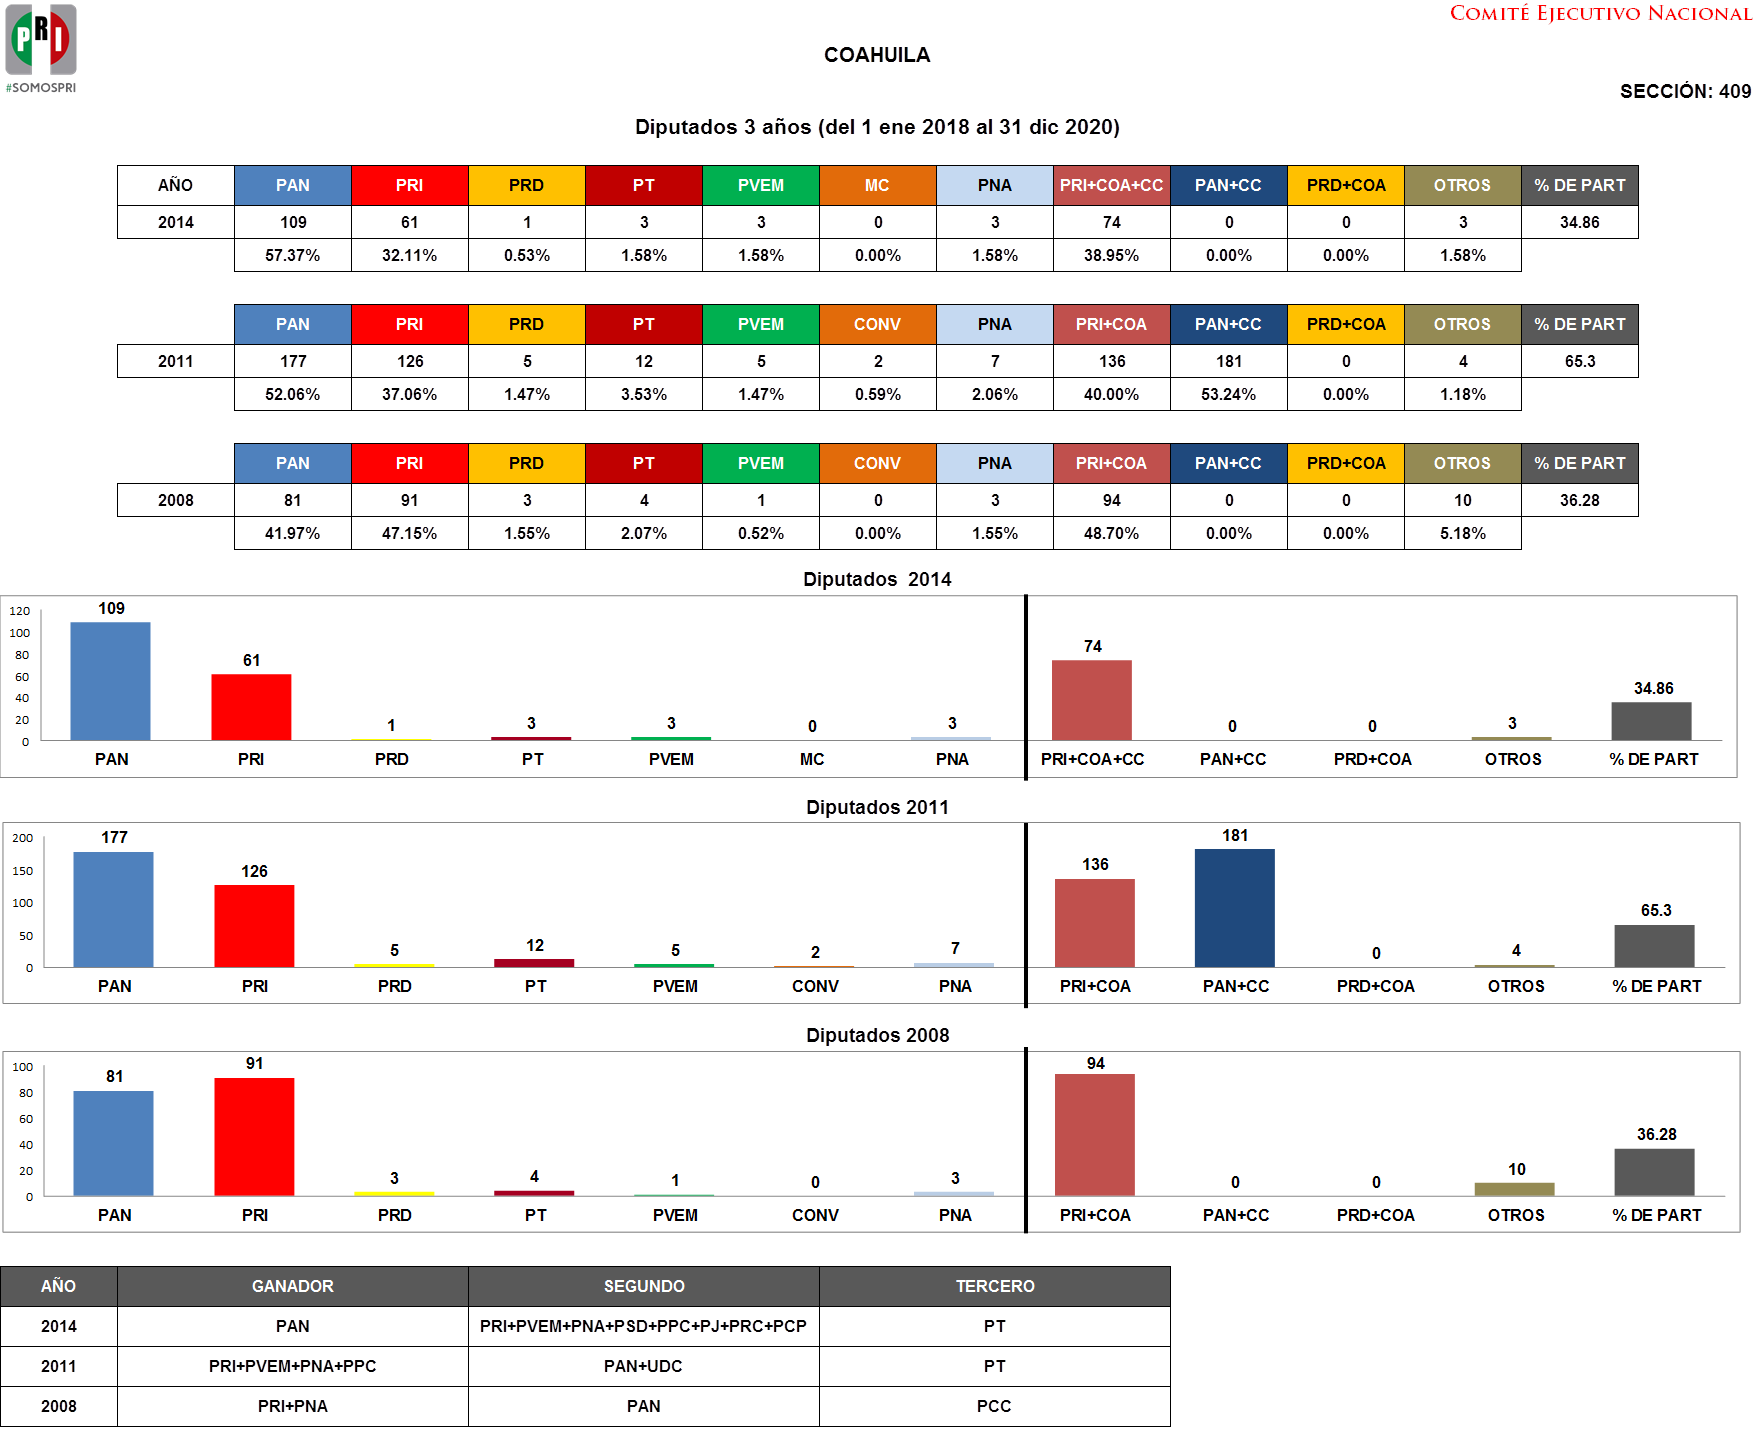 COMITÉ EJECUTIVO NACIONAL
PRI
#SOMOSPRI
COAHUILA
SECCIÓN: 409
Diputados 3 años (del 1 ene 2018 al 31 dic 2020)
AÑO PAN PRI PRD PT PVEM MC PNA PRI+COA+CC PAN+CC PRD+COA OTROS % DE PART
2014 109 61 1 3 3 0 3 74 0 0 3 34.86
57.37% 32.11% 0.53% 1.58% 1.58% 0.00% 1.58% 38.95% 0.00% 0.00% 1.58%
PAN PRI PRD PT PVEM CONV PNA PRI+COA PAN+CC PRD+COA OTROS % DE PART
2011 177 126 5 12 5 2 7 136 181 0 4 65.3
52.06% 37.06% 1.47% 3.53% 1.47% 0.59% 2.06% 40.00% 53.24% 0.00% 1.18%
PAN PRI PRD PT PVEM CONV PNA PRI+COA PAN+CC PRD+COA OTROS % DE PART
2008 81 91 3 4 1 0 3 94 0 0 10 36.28
41.97% 47.15% 1.55% 2.07% 0.52% 0.00% 1.55% 48.70% 0.00% 0.00% 5.18%
Diputados 2014
120
100
80
60
40
20
0
109 61 1 3 3 0 3 74 0 0 3 34.86
PAN PRI PRD PT PVEM MC PNA PRI+COA+CC PAN+CC PRD+COA OTROS % DE PART
Diputados 2011
200
150
100
50
0
177 126 5 12 5 2 7 136 181 0 4 65.3
PAN PRI PRD PT PVEM CONV PNA PRI+COA PAN+CC PRD+COA OTROS % DE PART
Diputados 2008
100
80
60
40
20
0
81 91 3 4 1 0 3 94 0 0 10 36.28
PAN PRI PRD PT PVEM CONV PNA PRI+COA PAN+CC PRD+COA OTROS % DE PART
AÑO GANADOR SEGUNDO TERCERO
2014 PAN PRI+PVEM+PNA+PSD+PPC+PJ+PRC+PCP PT
2011 PRI+PVEM+PNA+PPC PAN+UDC PT
2008 PRI+PNA PAN PCC